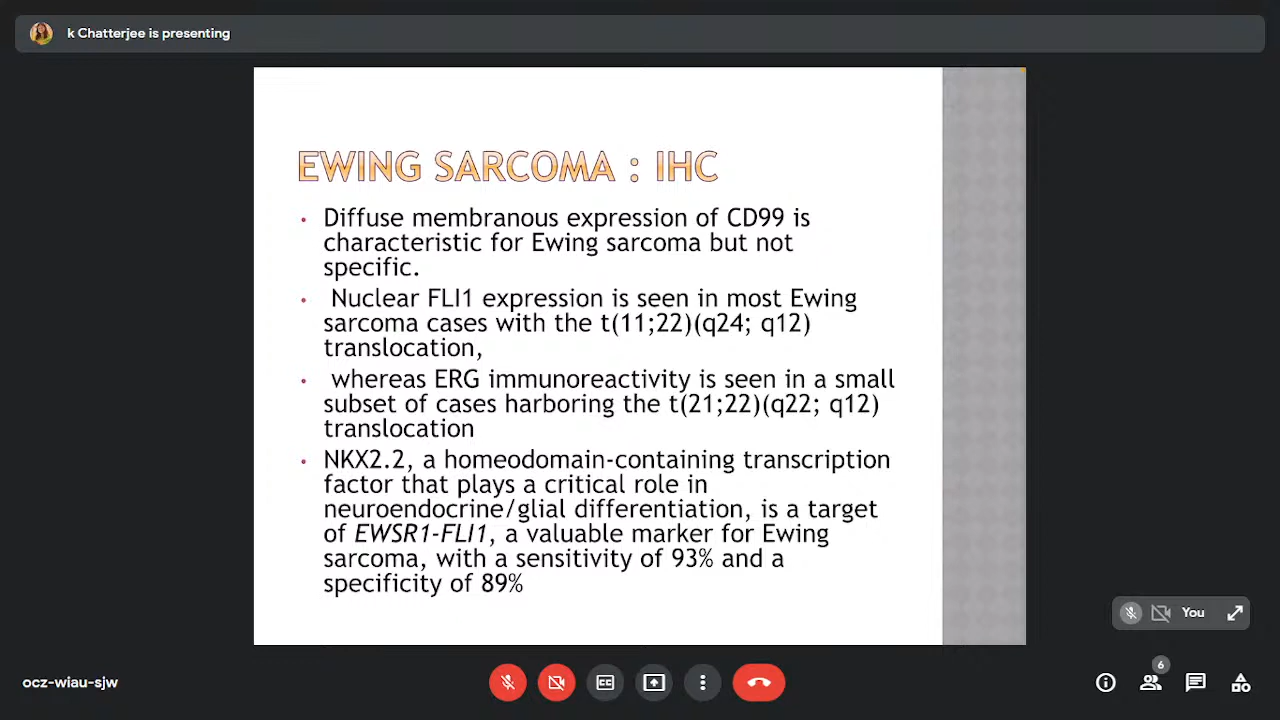 k Chatterjee is presenting
EWING SARCOMA : IHC
• Diffuse membranous expression of CD99 is
characteristic for Ewing sarcoma but not
specific.
• Nuclear FLI1 expression is seen in most Ewing
sarcoma cases with the t(11;22)(q24; q12)
translocation,
• whereas ERG immunoreactivity is seen in a small
subset of cases harboring the t(21;22)(q22; q12)
translocation
• NKX2.2, a homeodomain-containing transcription
factor that plays a critical role in
neuroendocrine/glial differentiation, is a target
of EWSR1-FLI1, a valuable marker for Ewing
sarcoma, with a sensitivity of 93% and a
specificity of 89%
You
ocz-wiau-sjw
CC
6